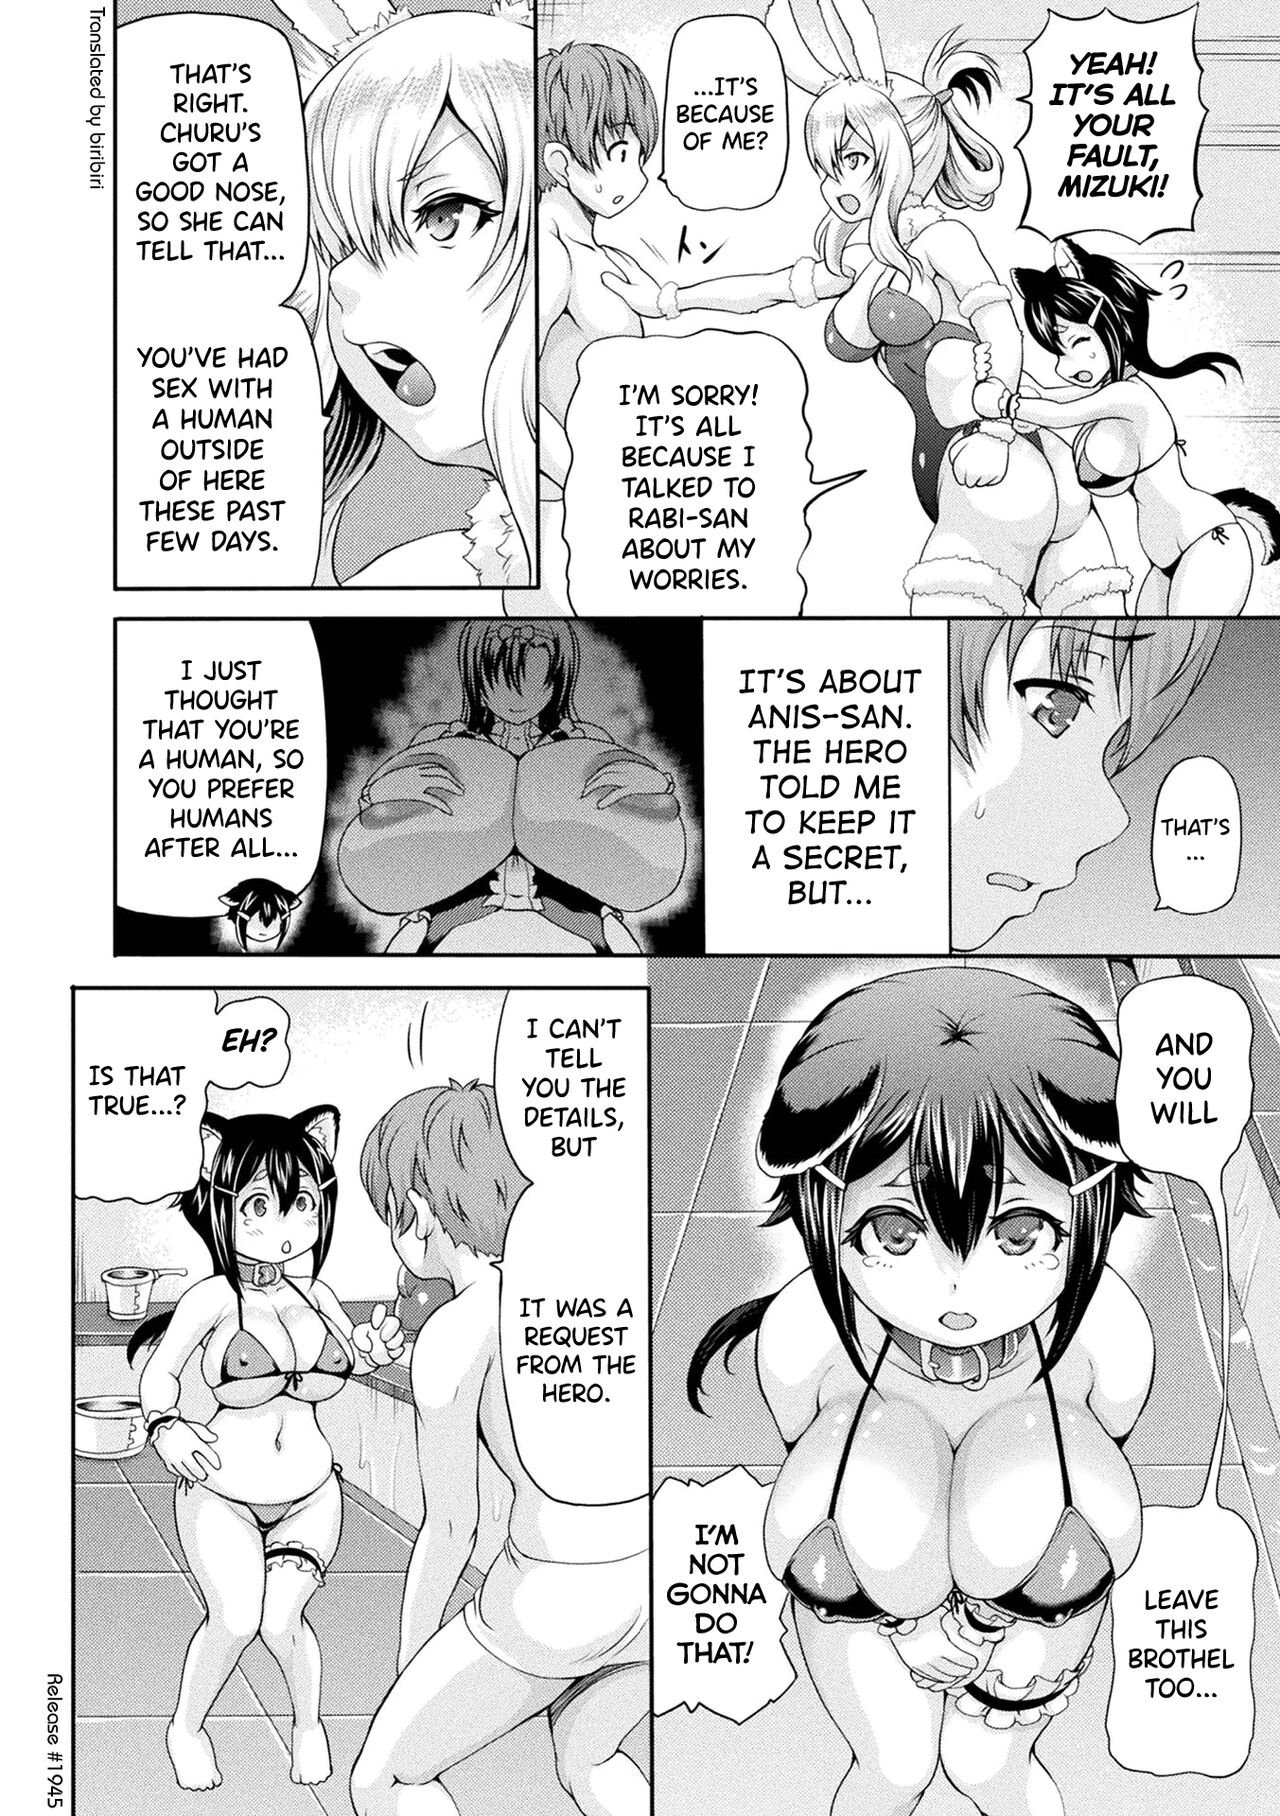 YEAH!
IT'S ALL
YOUR
FAULT,
MIZUKI!
...IT'S
BECAUSE
OF ME?
トン
I'M SORRY!
IT'S ALL
BECAUSE I
TALKED TO
RABI-SAN
ABOUT MY
WORRIES.
THAT'S
RIGHT.
CHURU'S
GOT A
GOOD NOSE,
SO SHE CAN
TELL THAT...
YOU'VE HAD
SEX WITH
A HUMAN
OUTSIDE
OF HERE
THESE PAST
FEW DAYS.
THAT'S
...
IT'S ABOUT
ANIS-SAN.
THE HERO
TOLD ME
TO KEEP IT
A SECRET,
BUT...
I JUST
THOUGHT
THAT YOU'RE
A HUMAN, SO
YOU PREFER
HUMANS
AFTER ALL...
AND
YOU
WILL
LEAVE THIS
BROTHEL
TOO...
I'M
NOT
GONNA
DO
THAT!
I CAN'T
TELL
YOU THE
DETAILS,
BUT
IT WAS A
REQUEST
FROM THE
HERO.
EH?
IS THAT
TRUE...?
Translated by biribiri
Release #1945